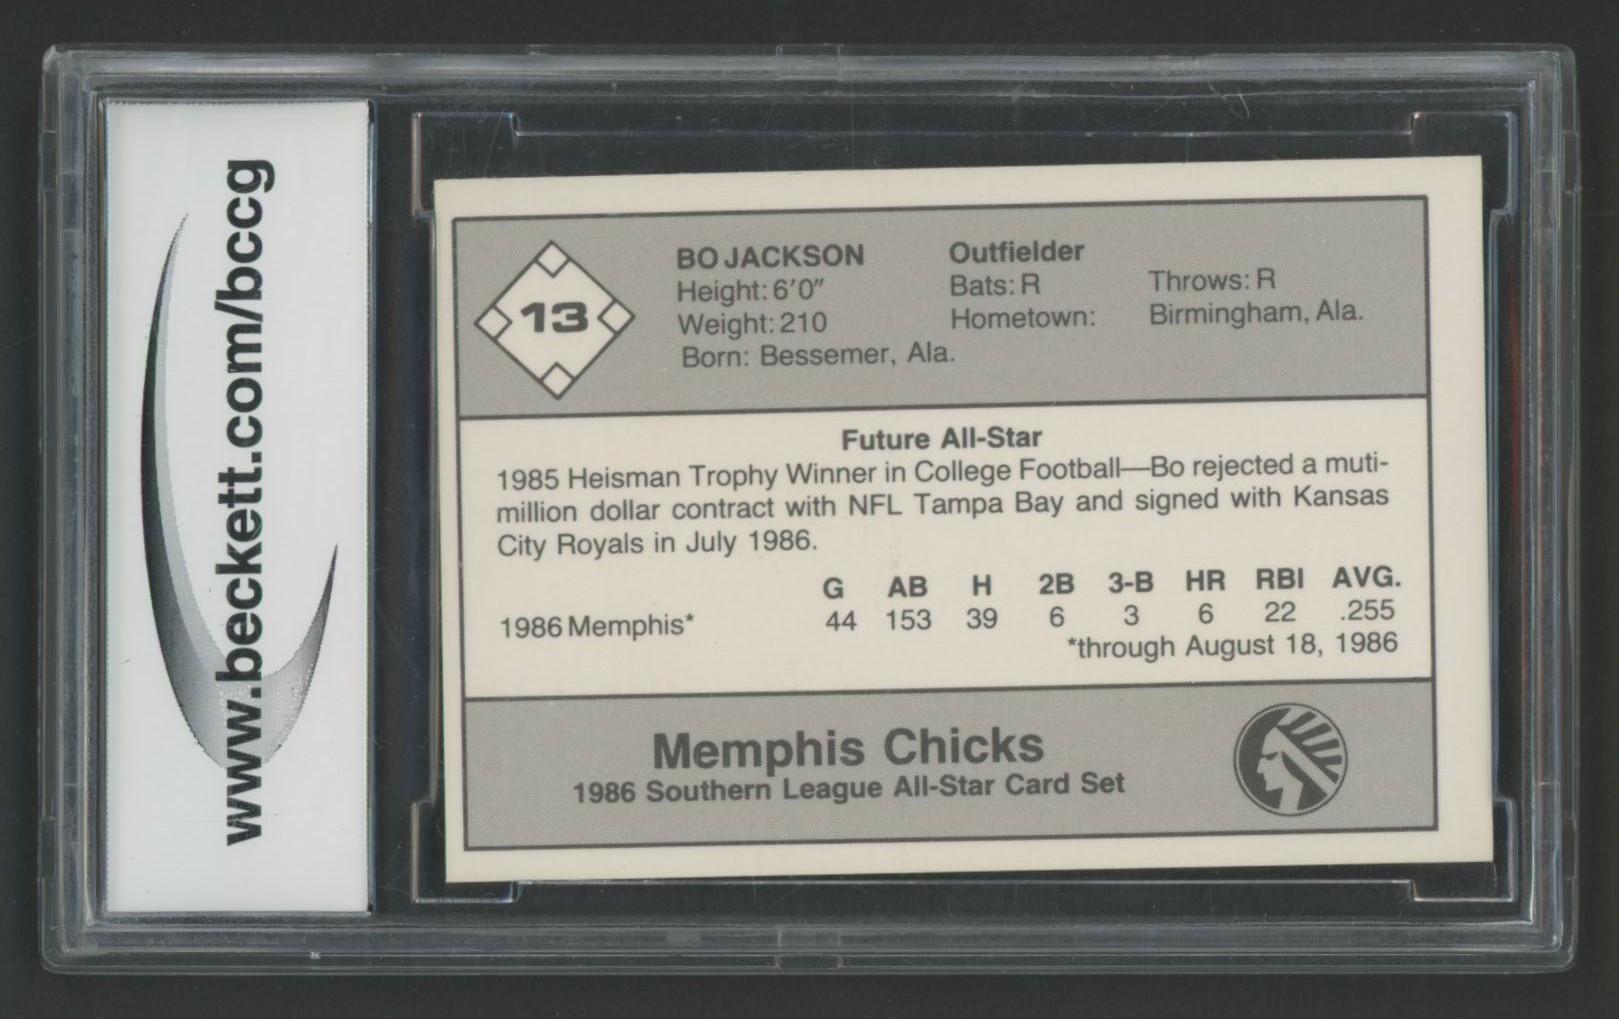 www.beckett.com/bccg
13
BO JACKSON Outfielder
Height: 6'0" Bats: R Throws: R
Weight: 210 Hometown: Birmingham, Ala.
Born: Bessemer, Ala.
Future All-Star
1985 Heisman Trophy Winner in College Football—Bo rejected a muti-
million dollar contract with NFL Tampa Bay and signed with Kansas
City Royals in July 1986.
G AB H 2B 3-B HR RBI AVG.
1986 Memphis* 44 153 39 6 3 6 22 .255
*through August 18, 1986
Memphis Chicks
1986 Southern League All-Star Card Set